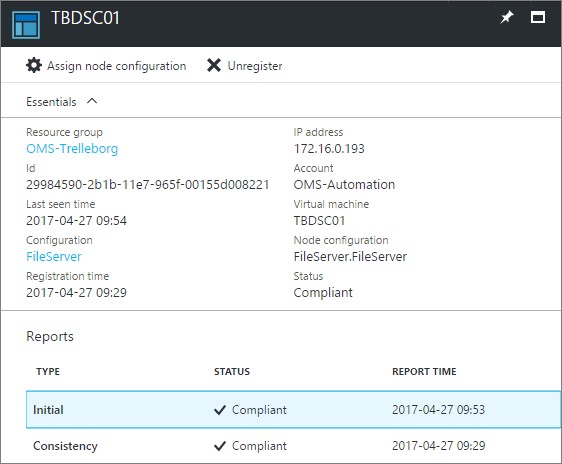 TBDSC01
Assign node configuration Unregister
Essentials
Resource group IP address
OMS-Trelleborg 172.16.0.193
Id Account
29984590-2b1b-11e7-965f-00155d008221 OMS-Automation
Last seen time Virtual machine
2017-04-27 09:54 TBDSC01
Configuration Node configuration
FileServer FileServer.FileServer
Registration time Status
2017-04-27 09:29 Compliant
Reports
TYPE STATUS REPORT TIME
Initial Compliant 2017-04-27 09:53
Consistency Compliant 2017-04-27 09:29